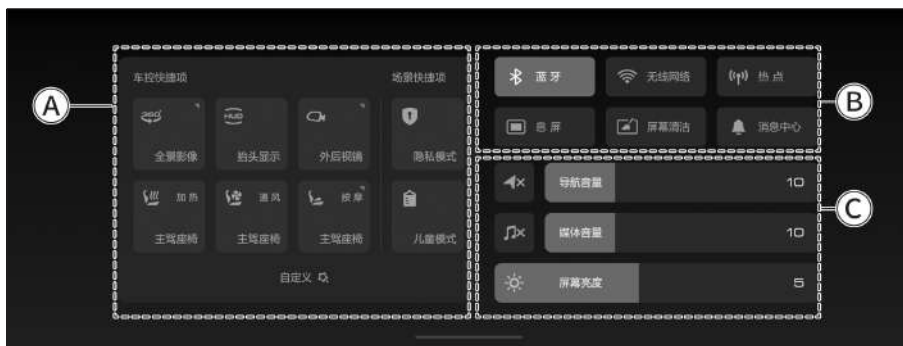 车控快捷项
场景快捷项
360°
全景影像
HUD
抬头显示
外后视镜
隐私模式
加热
主驾座椅
通风
主驾座椅
按摩
主驾座椅
儿童模式
自定义
A
蓝牙
无线网络
热点
息屏
屏幕清洁
消息中心
B
导航音量
10
媒体音量
10
屏幕亮度
5
C